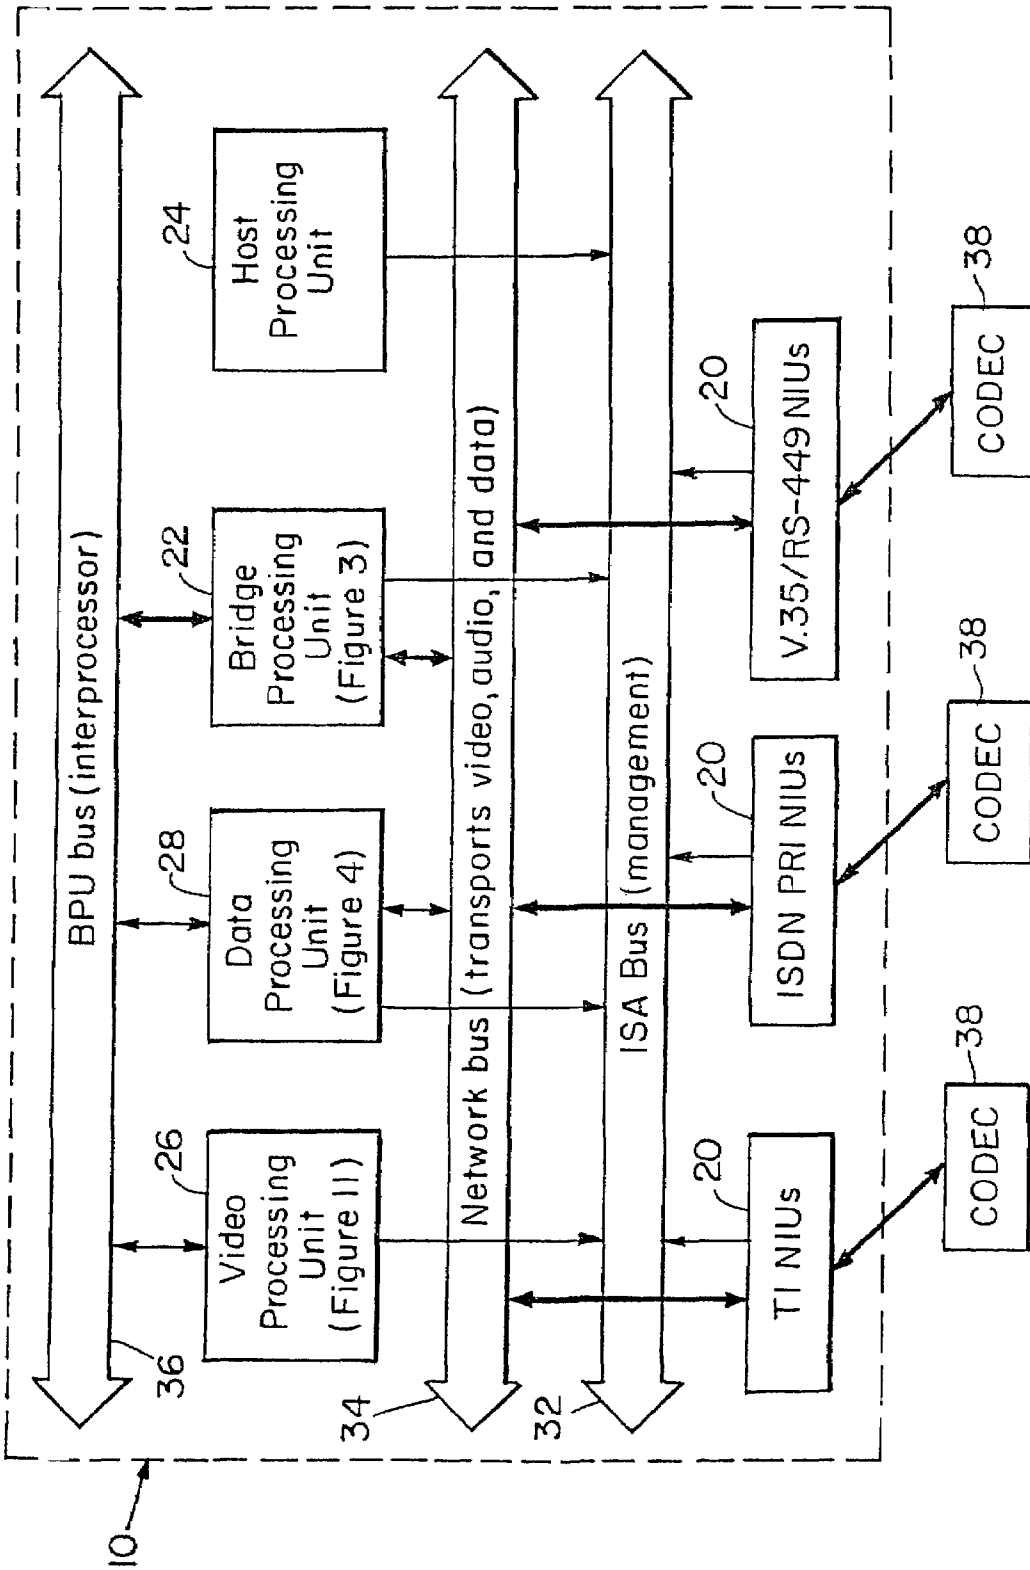 10
BPU bus (interprocessor)
36
26
Video
Processing
Unit
(Figure 11)
28
Data
Processing
Unit
(Figure 4)
22
Bridge
Processing
Unit
(Figure 3)
24
Host
Processing
Unit
34
Network bus (transports video, audio, and data)
32
ISA Bus (management)
20
T1 NIUs
20
ISDN PRI NIUs
20
V.35/RS-449 NIUs
38
CODEC
38
CODEC
38
CODEC